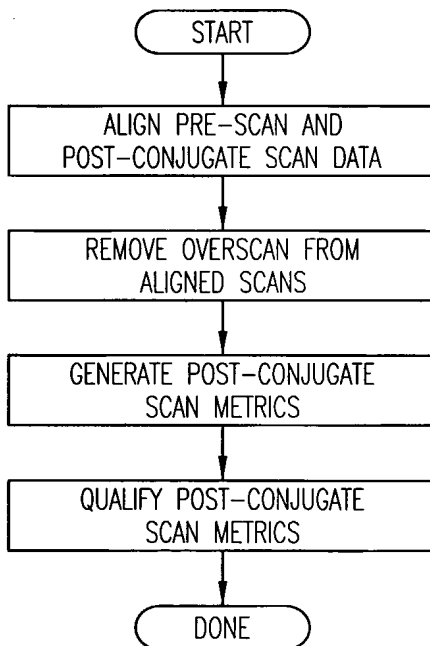 START
ALIGN PRE-SCAN AND
POST-CONJUGATE SCAN DATA
REMOVE OVERSCAN FROM
ALIGNED SCANS
GENERATE POST-CONJUGATE
SCAN METRICS
QUALIFY POST-CONJUGATE
SCAN METRICS
DONE